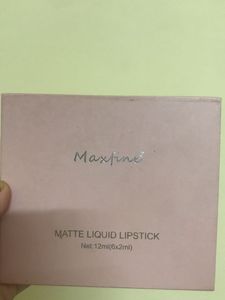 Maxfine
MATTE LIQUID LIPSTICK
Net:12ml(6x2ml)